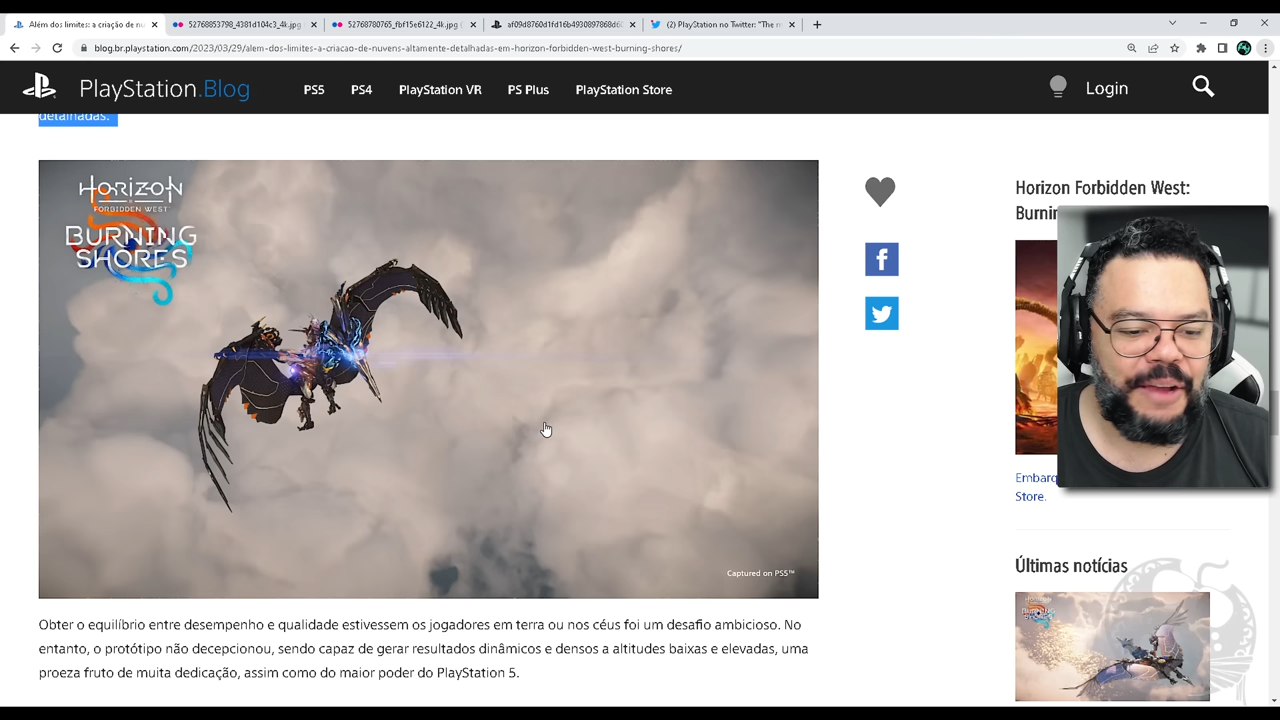 Além dos limites: a criação de nu
52768853798_4381d104c3_4k.jpg
52768780765_fbf15e6122_4k.jpg
af09d8760d1fd16b4930897868d6
(2) PlayStation no Twitter: "The m
blog.br.playstation.com/2023/03/29/alem-dos-limites-a-criacao-de-nuvens-altamente-detalhadas-em-horizon-forbidden-west-burning-shores/
PlayStation.Blog
PS5
PS4
PlayStation VR
PS Plus
PlayStation Store
Login
detalhadas.
HORIZON
FORBIDDEN WEST
BURNING
SHORES
Captured on PS5™
Obter o equilíbrio entre desempenho e qualidade estivessem os jogadores em terra ou nos céus foi um desafio ambicioso. No
entanto, o protótipo não decepcionou, sendo capaz de gerar resultados dinâmicos e densos a altitudes baixas e elevadas, uma
proeza fruto de muita dedicação, assim como do maior poder do PlayStation 5.
Horizon Forbidden West:
Burnin
Embarq
Store.
Últimas notícias
BURNING
SHORES